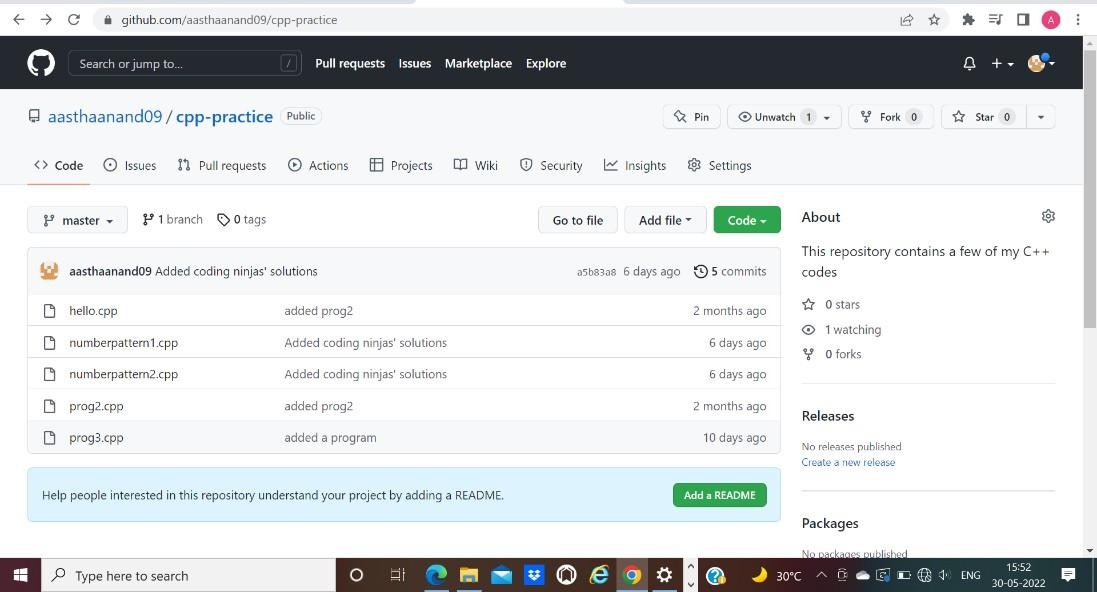 github.com/aasthaanand09/cpp-practice
A
Search or jump to... / Pull requests Issues Marketplace Explore
aasthaanand09 / cpp-practice Public Pin Unwatch 1 Fork 0 Star 0
Code Issues Pull requests Actions Projects Wiki Security Insights Settings
master 1 branch 0 tags Go to file Add file Code
aasthaanand09 Added coding ninjas' solutions a5b83a8 6 days ago 5 commits
hello.cpp added prog2 2 months ago
numberpattern1.cpp Added coding ninjas' solutions 6 days ago
numberpattern2.cpp Added coding ninjas' solutions 6 days ago
prog2.cpp added prog2 2 months ago
prog3.cpp added a program 10 days ago
Help people interested in this repository understand your project by adding a README. Add a README
About
This repository contains a few of my C++
codes
0 stars
1 watching
0 forks
Releases
No releases published
Create a new release
Packages
No packages published
Type here to search
30°C ENG 15:52
30-05-2022